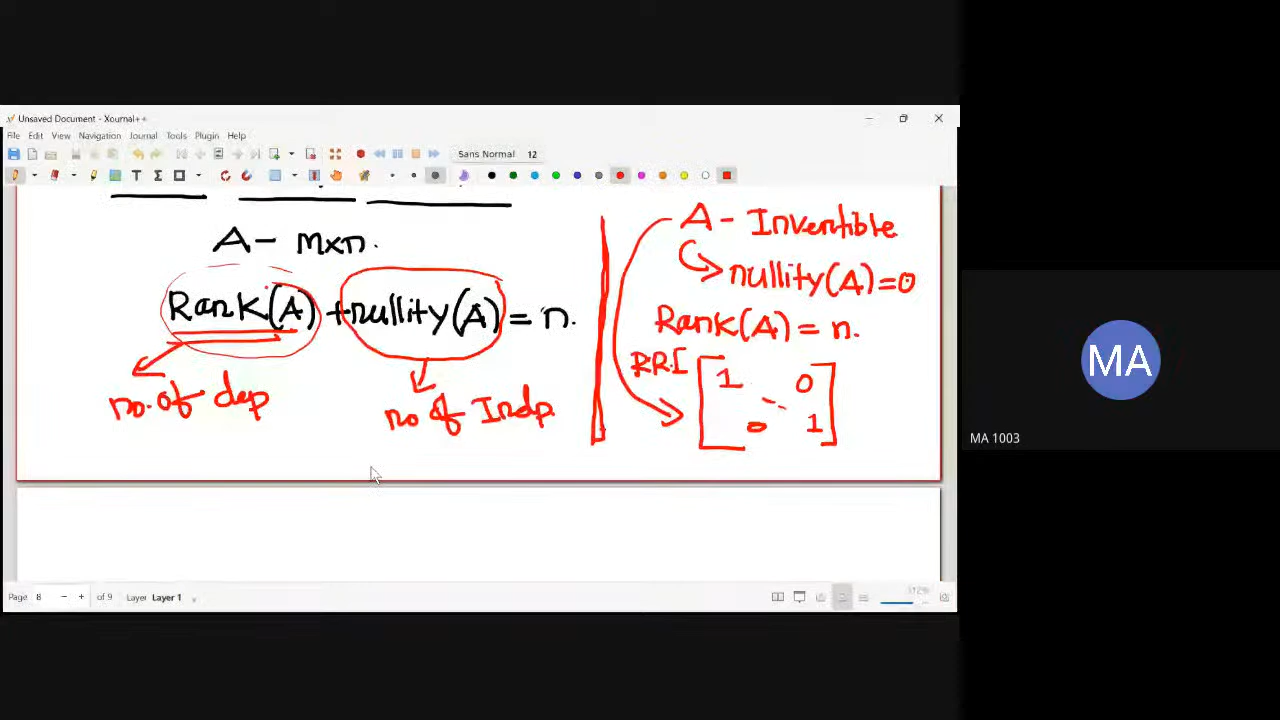 Unsaved Document - Xournal++
File Edit View Navigation Journal Tools Plugin Help
Sans Normal 12
A - m×n.
Rank(A) + nullity(A) = n.
no. of dep
no of Indp.
A - Invertible
nullity(A) = 0
Rank(A) = n.
RRE
1 0
0 1
MA
MA 1003
Page 8 of 9 Layer Layer 1